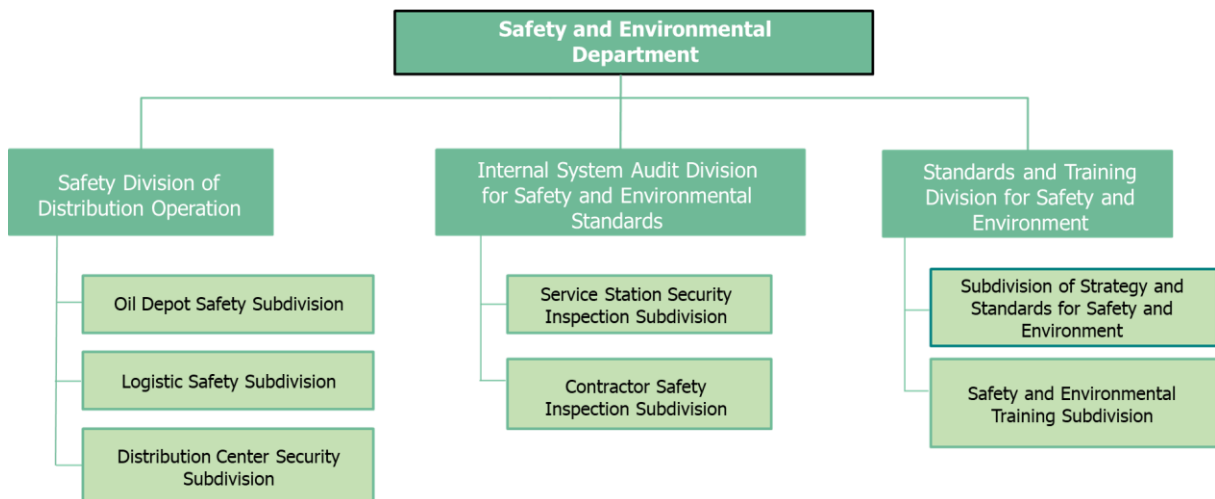 Safety and Environmental
Department
Safety Division of
Distribution Operation
Internal System Audit Division
for Safety and Environmental
Standards
Standards and Training
Division for Safety and
Environment
Oil Depot Safety Subdivision
Logistic Safety Subdivision
Distribution Center Security
Subdivision
Service Station Security
Inspection Subdivision
Contractor Safety
Inspection Subdivision
Subdivision of Strategy and
Standards for Safety and
Environment
Safety and Environmental
Training Subdivision